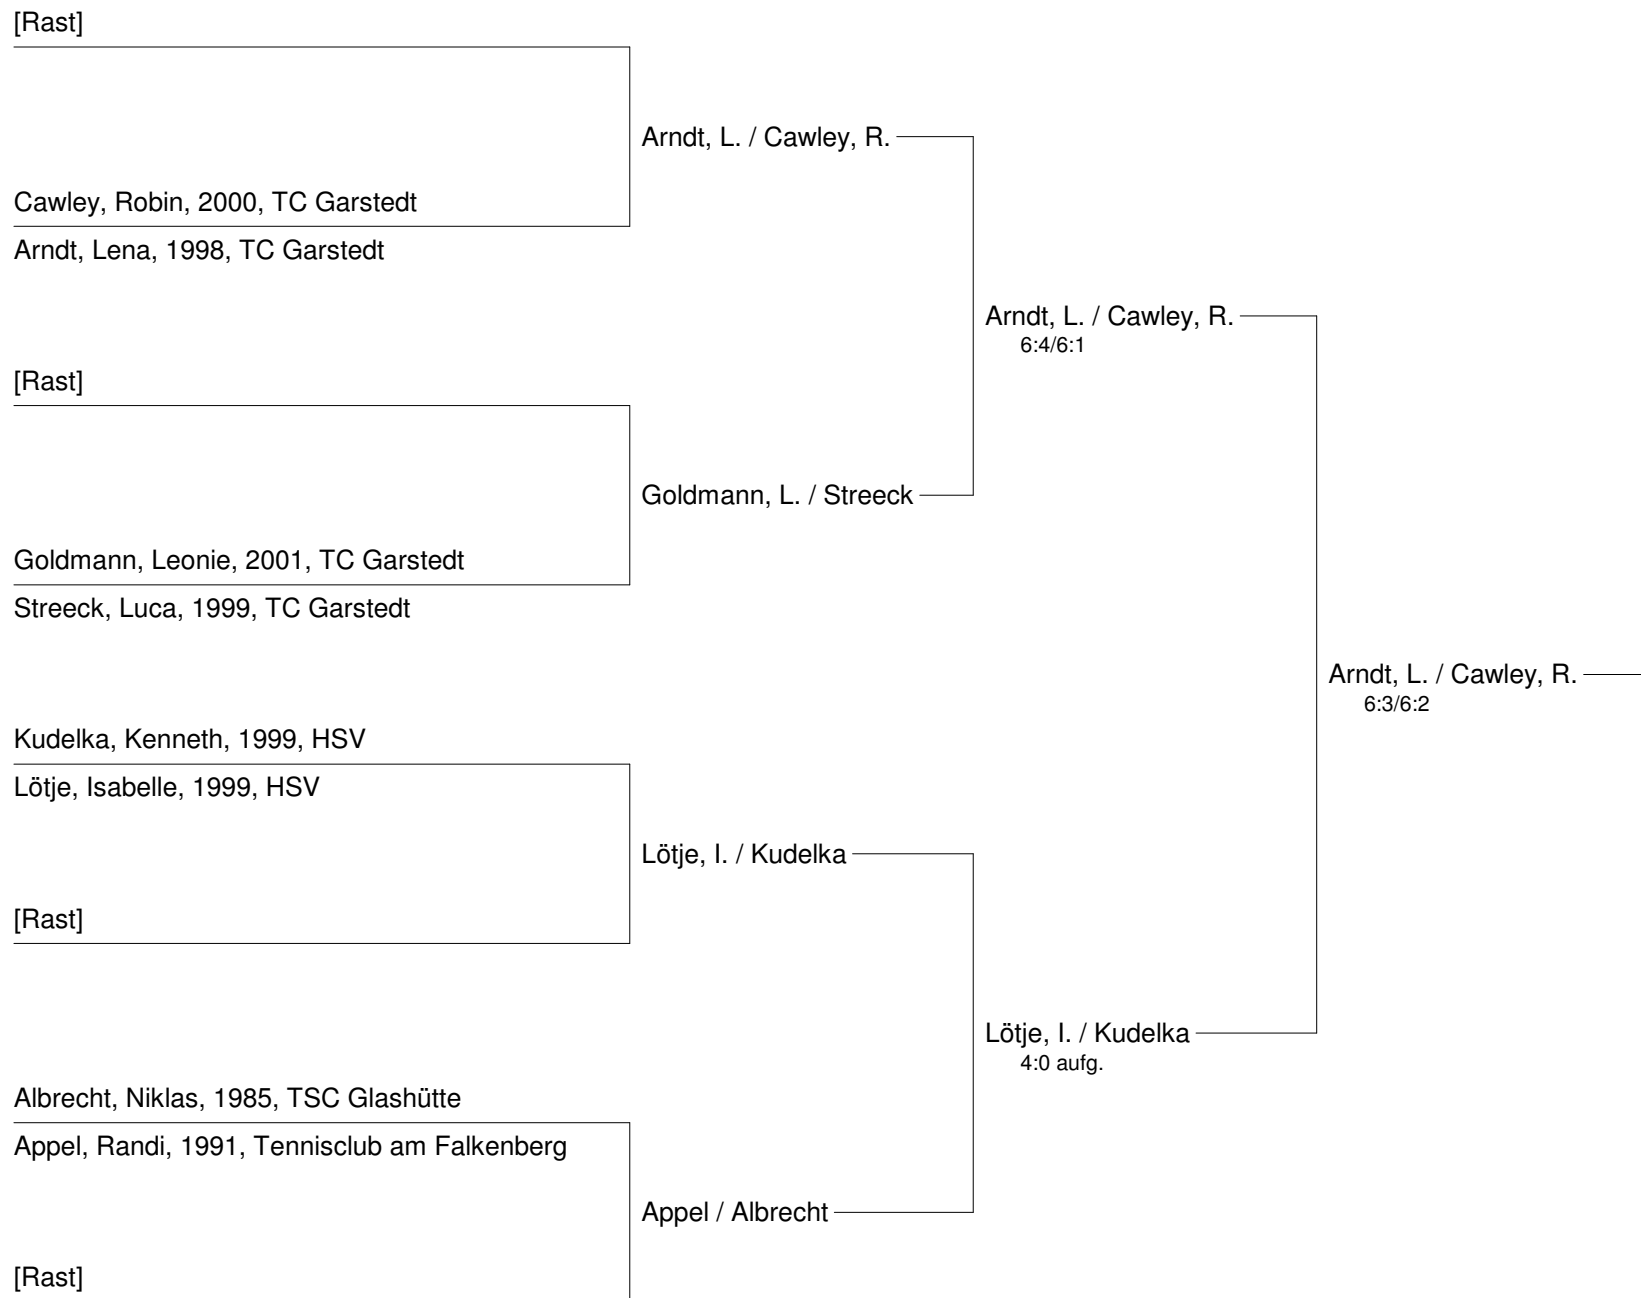 [Rast]
Arndt, L. / Cawley, R.
Cawley, Robin, 2000, TC Garstedt
Arndt, Lena, 1998, TC Garstedt
Arndt, L. / Cawley, R.
6:4/6:1
[Rast]
Goldmann, L. / Streeck
Goldmann, Leonie, 2001, TC Garstedt
Streeck, Luca, 1999, TC Garstedt
Arndt, L. / Cawley, R.
6:3/6:2
Kudelka, Kenneth, 1999, HSV
Lötje, Isabelle, 1999, HSV
Lötje, I. / Kudelka
[Rast]
Lötje, I. / Kudelka
4:0 aufg.
Albrecht, Niklas, 1985, TSC Glashütte
Appel, Randi, 1991, Tennisclub am Falkenberg
Appel / Albrecht
[Rast]